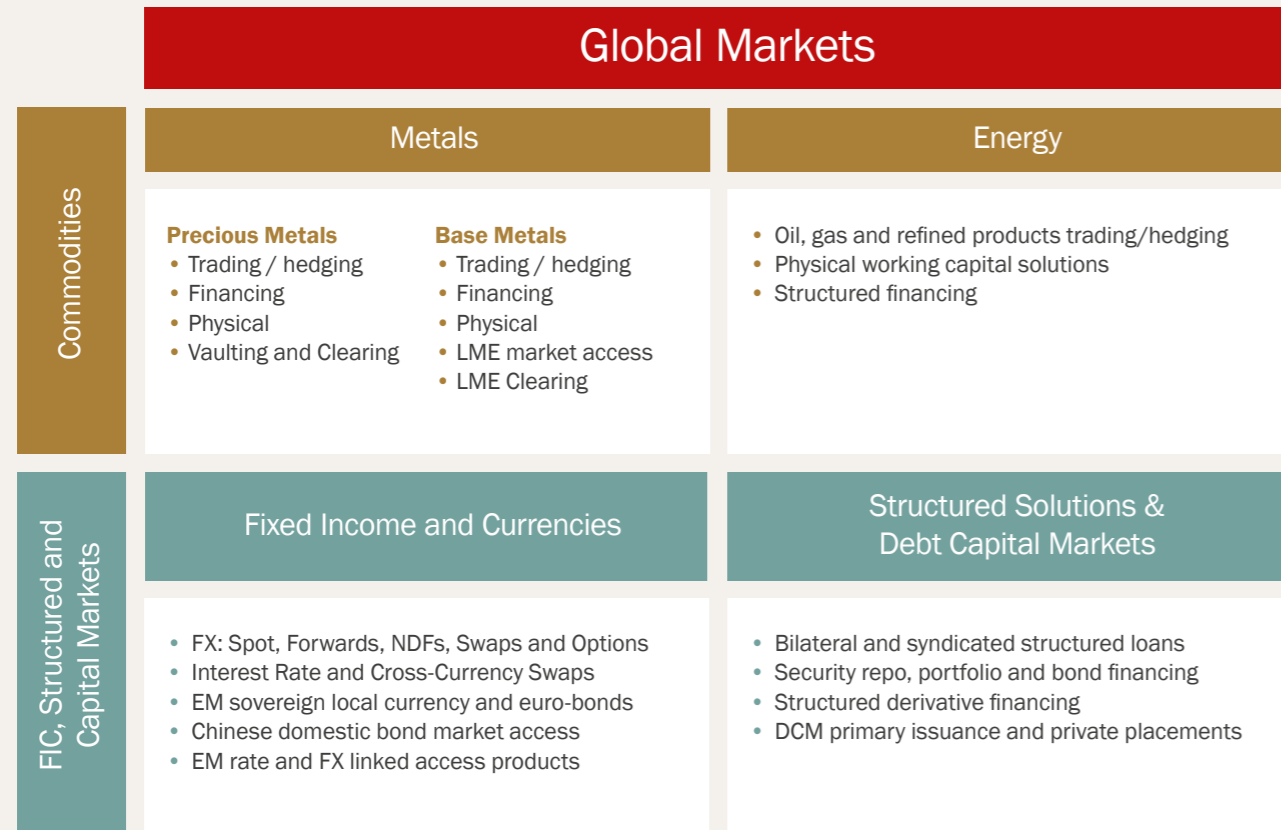 Global Markets
Commodities
Metals
Energy
Precious Metals
• Trading / hedging
• Financing
• Physical
• Vaulting and Clearing
Base Metals
• Trading / hedging
• Financing
• Physical
• LME market access
• LME Clearing
• Oil, gas and refined products trading/hedging
• Physical working capital solutions
• Structured financing
FIC, Structured and
Capital Markets
Fixed Income and Currencies
Structured Solutions &
Debt Capital Markets
• FX: Spot, Forwards, NDFs, Swaps and Options
• Interest Rate and Cross-Currency Swaps
• EM sovereign local currency and euro-bonds
• Chinese domestic bond market access
• EM rate and FX linked access products
• Bilateral and syndicated structured loans
• Security repo, portfolio and bond financing
• Structured derivative financing
• DCM primary issuance and private placements